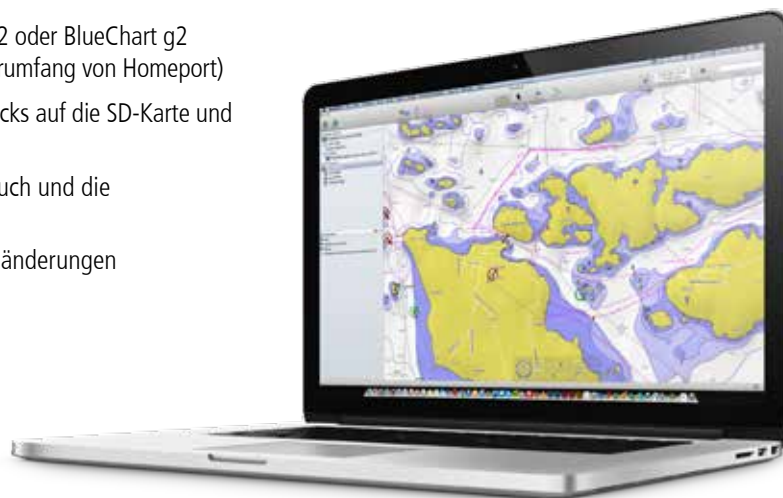 2 oder BlueChart g2
rumfang von Homeport)
cks auf die SD-Karte und
uch und die
änderungen